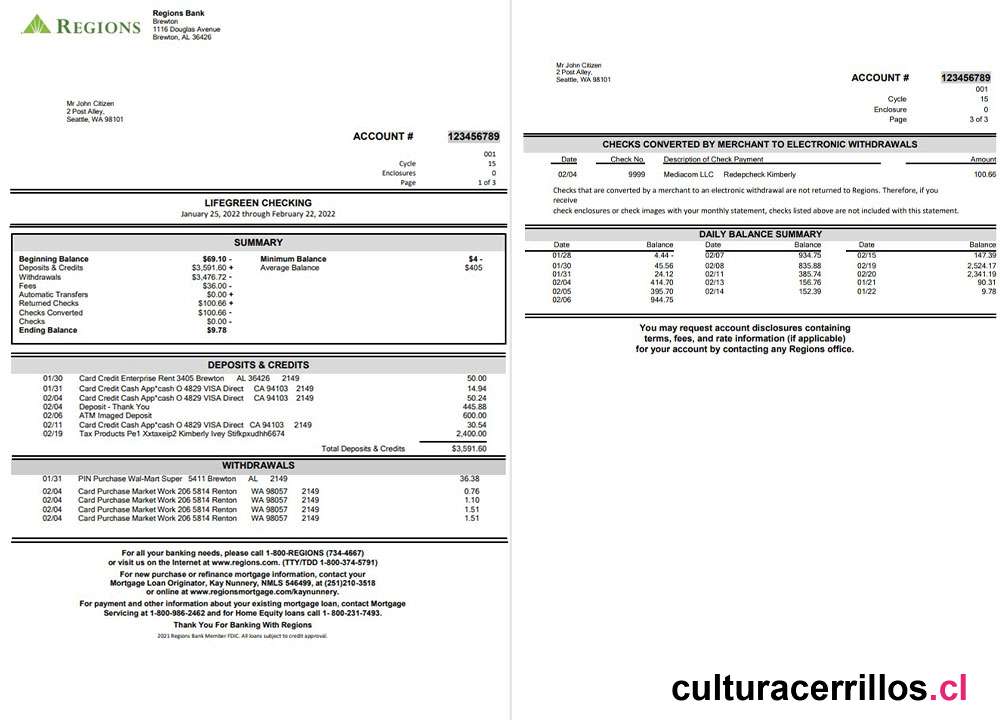 REGIONS
Regions Bank
Brewton
1116 Douglas Avenue
Brewton, AL 36426
Mr John Citizen
2 Post Alley,
Seattle, WA 98101
ACCOUNT # 123456789
001
Cycle 15
Enclosures 0
Page 1 of 3
LIFEGREEN CHECKING
January 25, 2022 through February 22, 2022
SUMMARY
Beginning Balance $69.10 - Minimum Balance $4 -
Deposits & Credits $3,591.60 + Average Balance $405
Withdrawals $3,476.72 -
Fees $36.00 -
Automatic Transfers $0.00 +
Returned Checks $100.66 +
Checks Converted $100.66 -
Checks $0.00 -
Ending Balance $9.78
DEPOSITS & CREDITS
01/30 Card Credit Enterprise Rent 3405 Brewton AL 36426 2149 50.00
01/31 Card Credit Cash App*cash O 4829 VISA Direct CA 94103 2149 14.94
02/04 Card Credit Cash App*cash O 4829 VISA Direct CA 94103 2149 50.24
02/04 Deposit - Thank You 445.88
02/06 ATM Imaged Deposit 600.00
02/11 Card Credit Cash App*cash O 4829 VISA Direct CA 94103 2149 30.54
02/19 Tax Products Pe1 Xxtaxeip2 Kimberly Ivey Stifkpxudhh6674 2,400.00
Total Deposits & Credits $3,591.60
WITHDRAWALS
01/31 PIN Purchase Wal-Mart Super 5411 Brewton AL 2149 36.38
02/04 Card Purchase Market Work 206 5814 Renton WA 98057 2149 0.76
02/04 Card Purchase Market Work 206 5814 Renton WA 98057 2149 1.10
02/04 Card Purchase Market Work 206 5814 Renton WA 98057 2149 1.51
02/04 Card Purchase Market Work 206 5814 Renton WA 98057 2149 1.51
For all your banking needs, please call 1-800-REGIONS (734-4667)
or visit us on the Internet at www.regions.com. (TTY/TDD 1-800-374-5791)
For new purchase or refinance mortgage information, contact your
Mortgage Loan Originator, Kay Nunnery, NMLS 546499, at (251)210-3518
or online at www.regionsmortgage.com/kaynunnery.
For payment and other information about your existing mortgage loan, contact Mortgage
Servicing at 1-800-986-2462 and for Home Equity loans call 1- 800-231-7493.
Thank You For Banking With Regions
2021 Regions Bank Member FDIC. All loans subject to credit approval.
Mr John Citizen
2 Post Alley,
Seattle, WA 98101
ACCOUNT # 123456789
001
Cycle 15
Enclosure 0
Page 3 of 3
CHECKS CONVERTED BY MERCHANT TO ELECTRONIC WITHDRAWALS
Date Check No. Description of Check Payment Amount
02/04 9999 Mediacom LLC Redepcheck Kimberly 100.66
Checks that are converted by a merchant to an electronic withdrawal are not returned to Regions. Therefore, if you
receive
check enclosures or check images with your monthly statement, checks listed above are not included with this statement.
DAILY BALANCE SUMMARY
Date Balance Date Balance Date Balance
01/28 4.44 - 02/07 934.75 02/15 147.39
01/30 45.56 02/08 835.88 02/19 2,524.17
01/31 24.12 02/11 385.74 02/20 2,341.19
02/04 414.70 02/13 156.76 01/21 90.31
02/05 395.70 02/14 152.39 01/22 9.78
02/06 944.75
You may request account disclosures containing
terms, fees, and rate information (if applicable)
for your account by contacting any Regions office.
culturacerrillos.cl